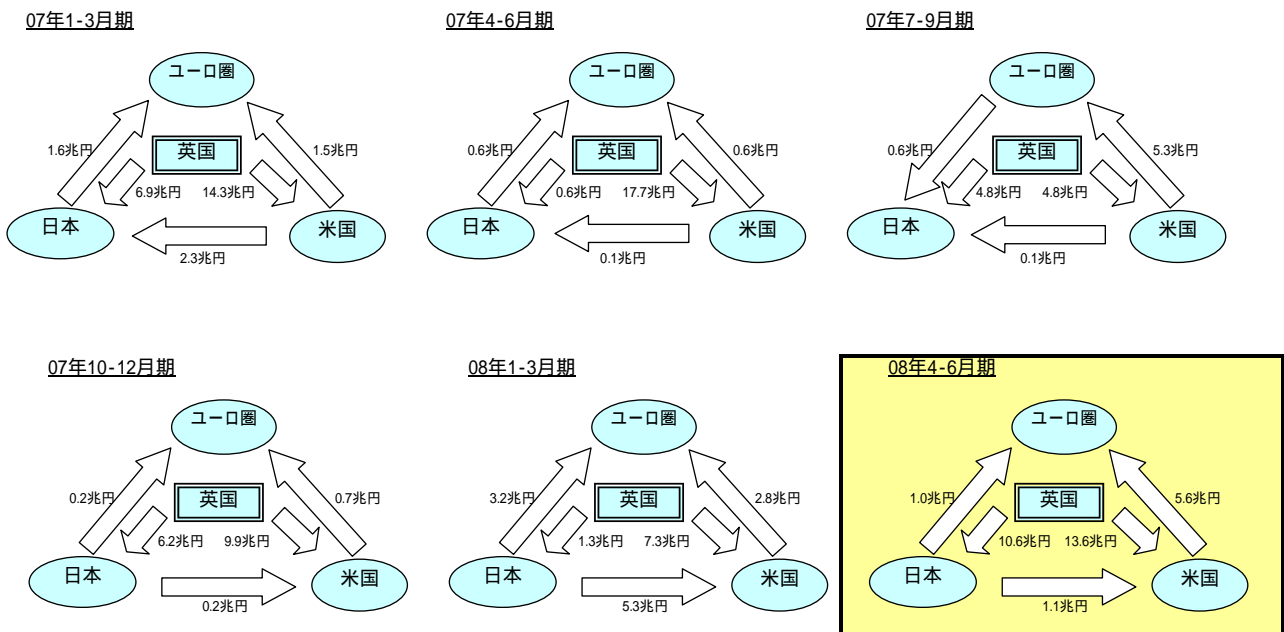 07年1-3月期
ユーロ圏
1.6兆円
英国
1.5兆円
6.9兆円
14.3兆円
日本
米国
2.3兆円
07年4-6月期
ユーロ圏
0.6兆円
英国
0.6兆円
0.6兆円
17.7兆円
日本
米国
0.1兆円
07年7-9月期
ユーロ圏
0.6兆円
英国
5.3兆円
4.8兆円
4.8兆円
日本
米国
0.1兆円
07年10-12月期
ユーロ圏
0.2兆円
英国
0.7兆円
6.2兆円
9.9兆円
日本
米国
0.2兆円
08年1-3月期
ユーロ圏
3.2兆円
英国
2.8兆円
1.3兆円
7.3兆円
日本
米国
5.3兆円
08年4-6月期
ユーロ圏
1.0兆円
英国
5.6兆円
10.6兆円
13.6兆円
日本
米国
1.1兆円